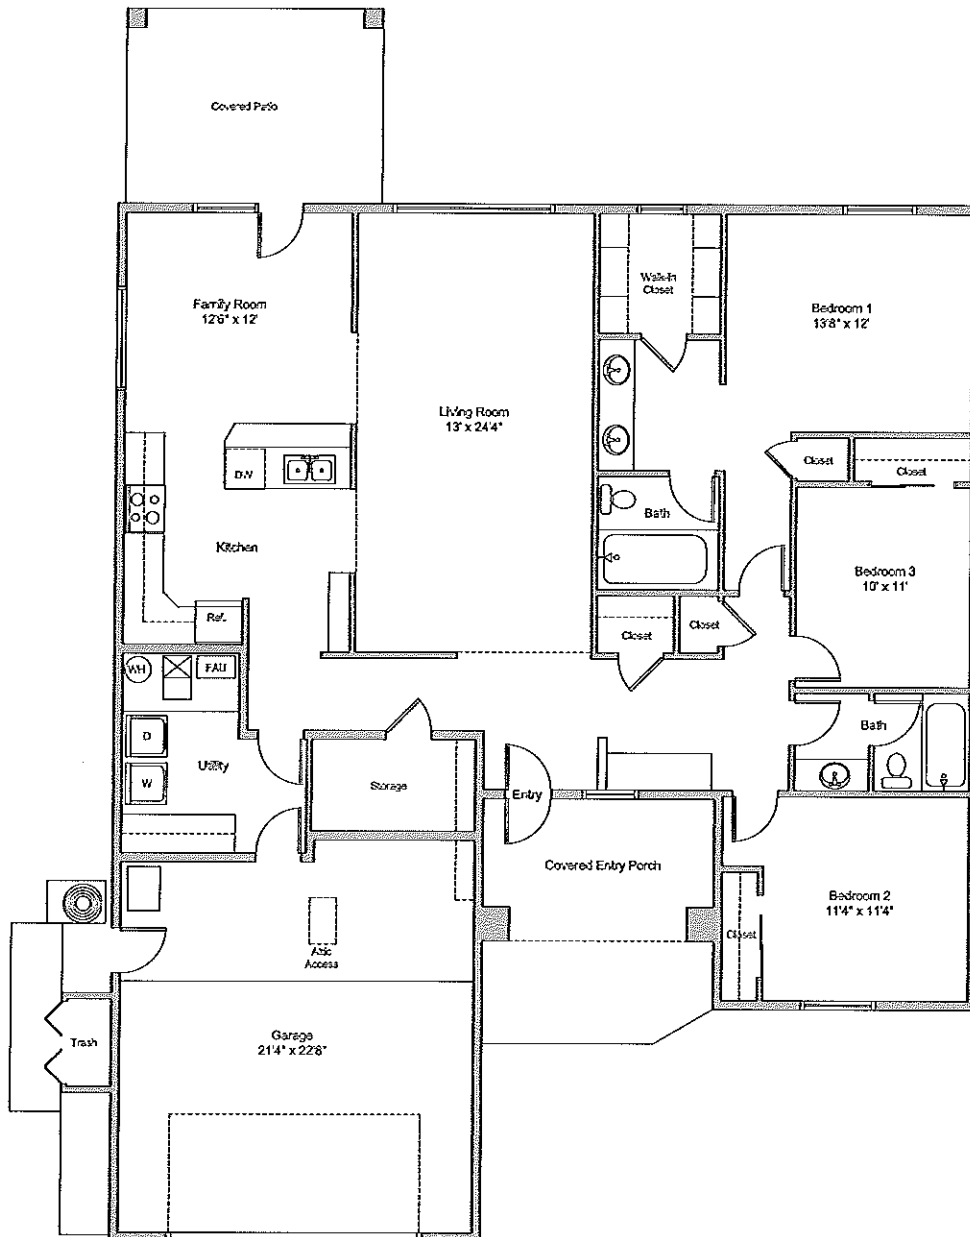 Covered Patio
Family Room
12'6" x 12'
Walk-In
Closet
Bedroom 1
13'8" x 12'
Living Room
13' x 24'4"
DW
Closet
Closet
Bath
Kitchen
Bedroom 3
10' x 11'
Ref.
Closet
Closet
WH
FAU
D
Utility
W
Storage
Entry
Bath
Covered Entry Porch
Bedroom 2
11'4" x 11'4"
Closet
Attic
Access
Garage
21'4" x 22'8"
Trash